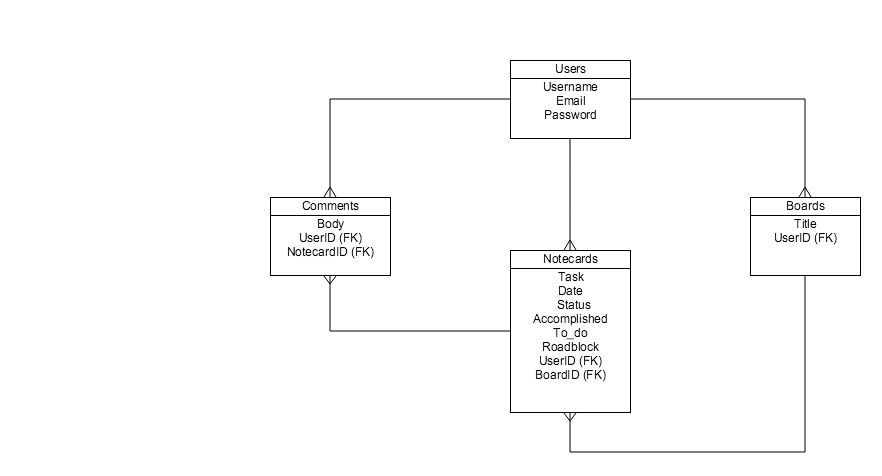 Users
Username
Email
Password
Comments
Body
UserID (FK)
NotecardID (FK)
Boards
Title
UserID (FK)
Notecards
Task
Date
Status
Accomplished
To_do
Roadblock
UserID (FK)
BoardID (FK)